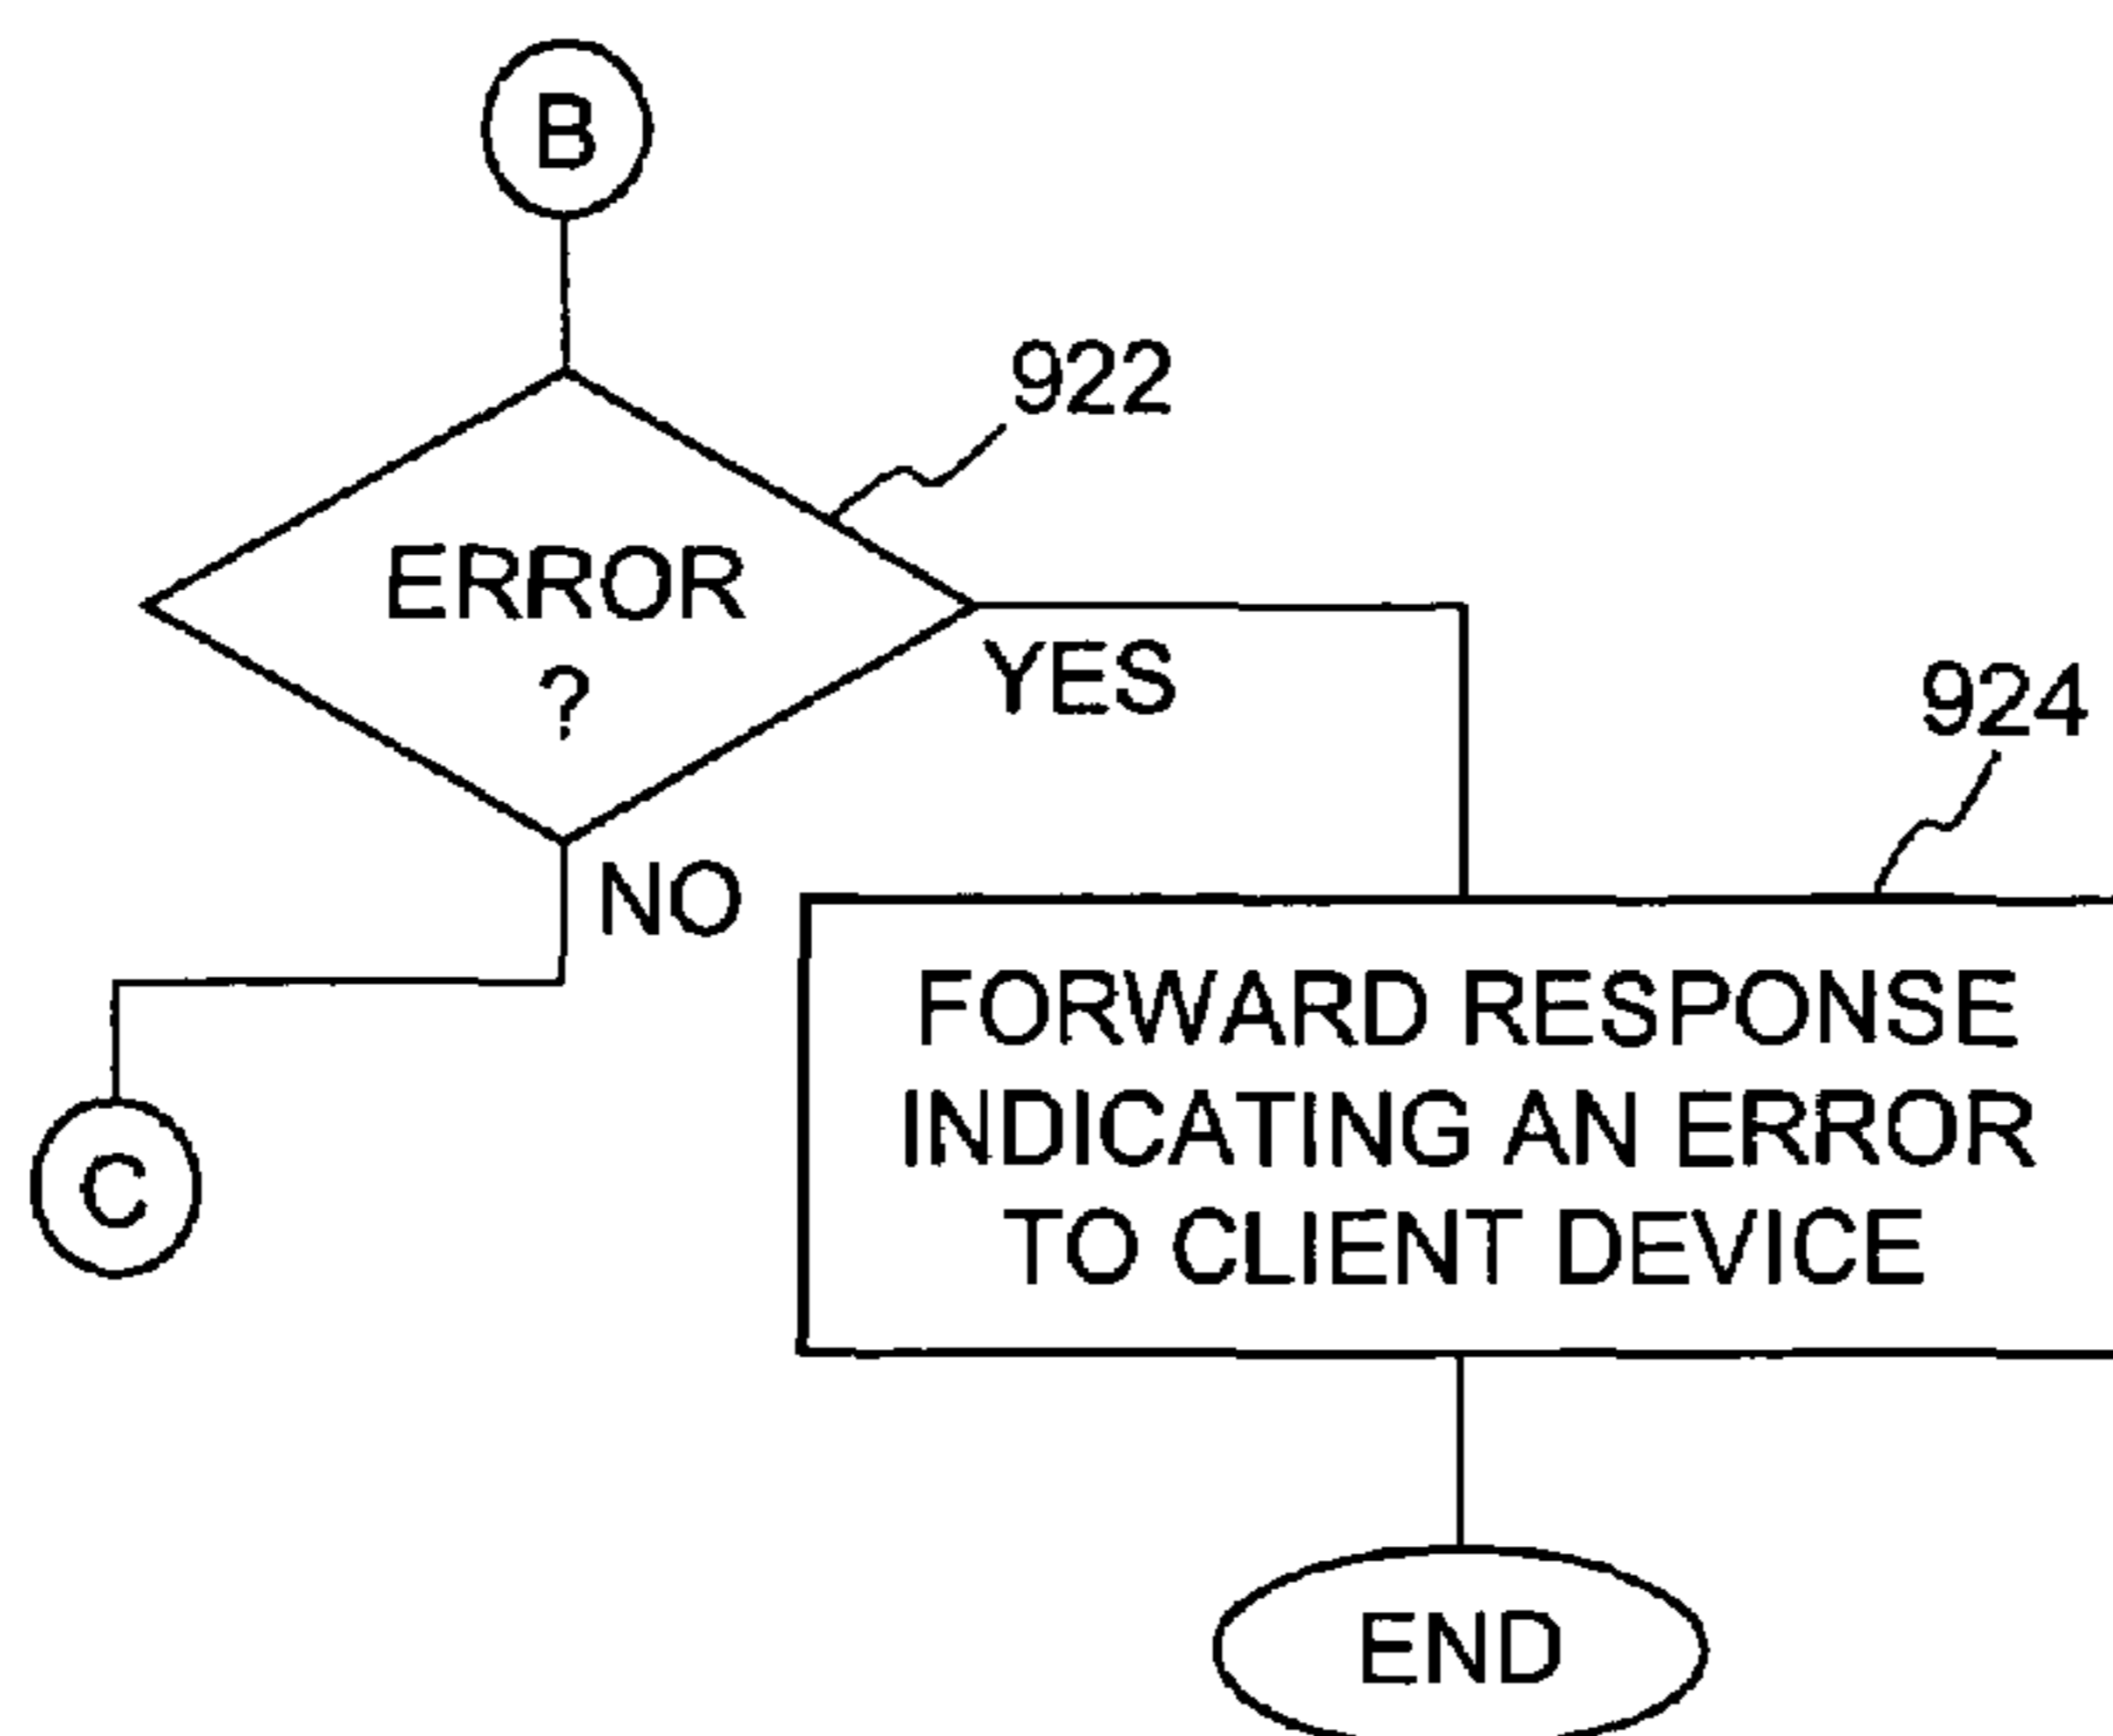 B
922
ERROR
?
YES
924
NO
FORWARD RESPONSE
INDICATING AN ERROR
TO CLIENT DEVICE
C
END